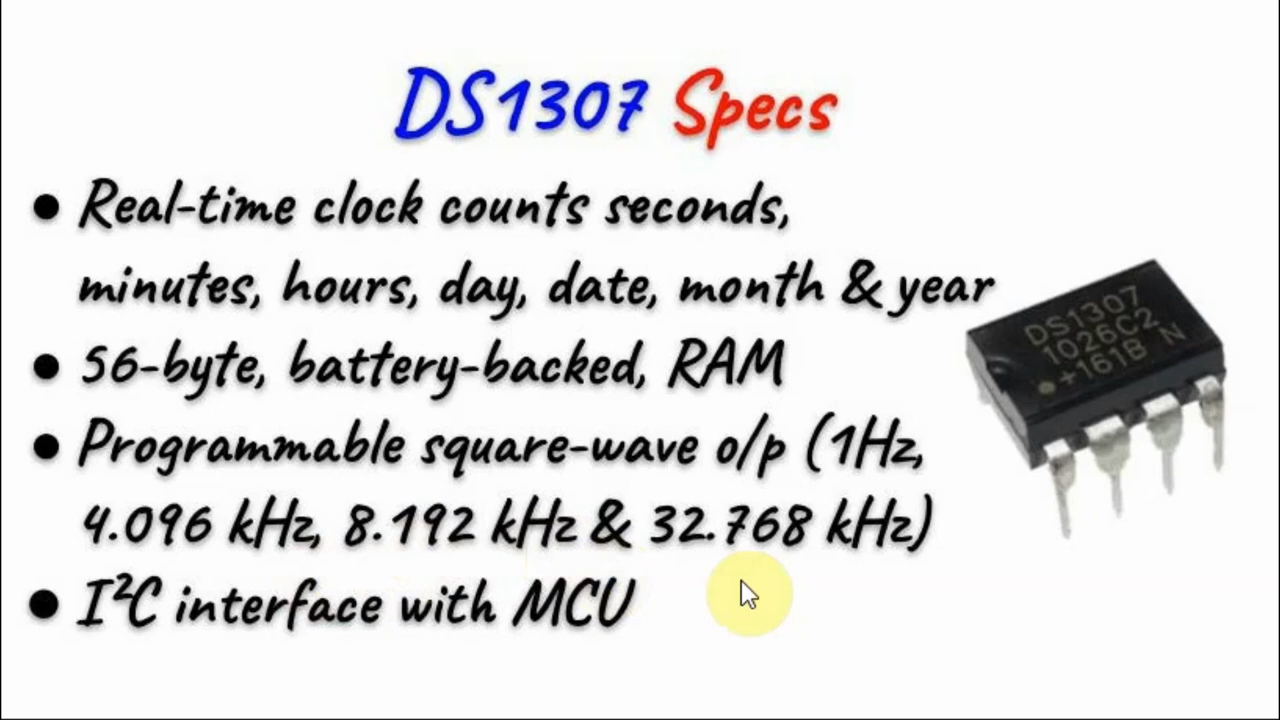 DS1307 Specs
• Real-time clock counts seconds,
minutes, hours, day, date, month & year
• 56-byte, battery-backed, RAM
• Programmable square-wave o/p (1Hz,
4.096 kHz, 8.192 kHz & 32.768 kHz)
• I²C interface with MCU
DS1307
1026C2
+161B N